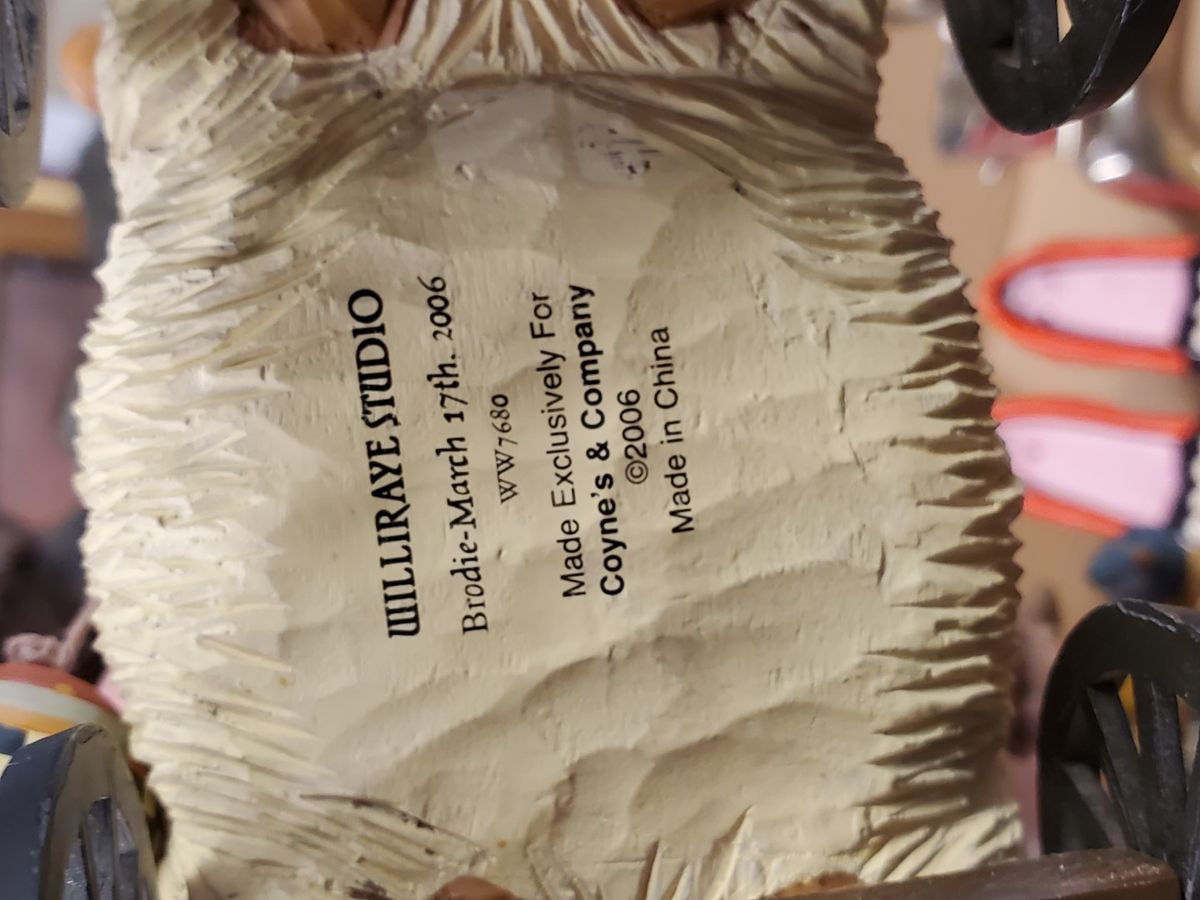 WILLIRAYE STUDIO
Brodie-March 17th. 2006
WW7680
Made Exclusively For
Coyne's & Company
©2006
Made in China